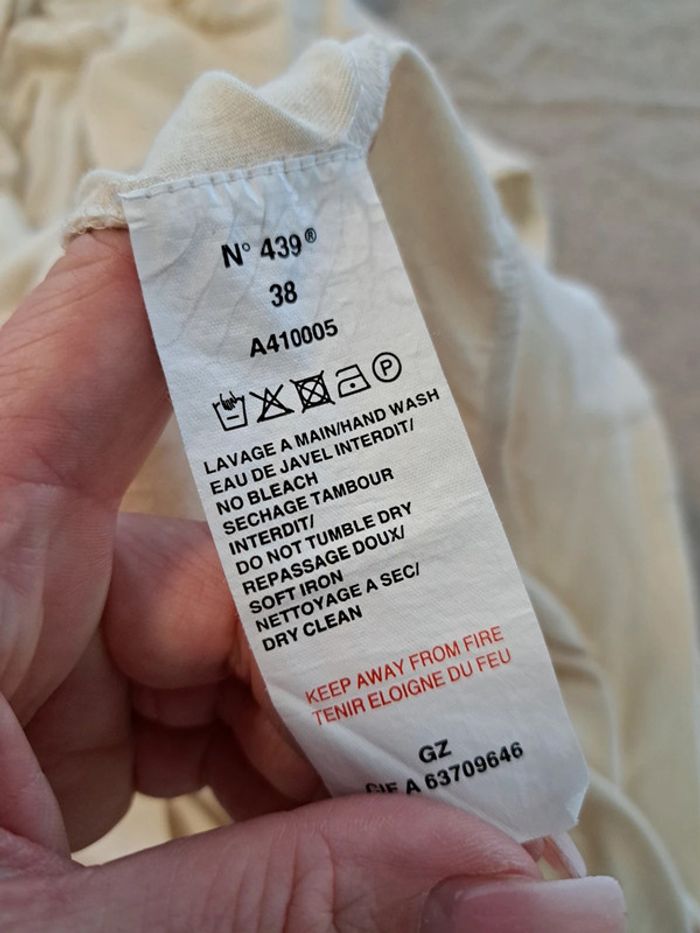 N° 439®
38
A410005
P
LAVAGE A MAIN/HAND WASH
EAU DE JAVEL INTERDIT/
NO BLEACH
SECHAGE TAMBOUR
INTERDIT/
DO NOT TUMBLE DRY
REPASSAGE DOUX/
SOFT IRON
NETTOYAGE A SEC/
DRY CLEAN
KEEP AWAY FROM FIRE
TENIR ELOIGNE DU FEU
GZ
A 63709646